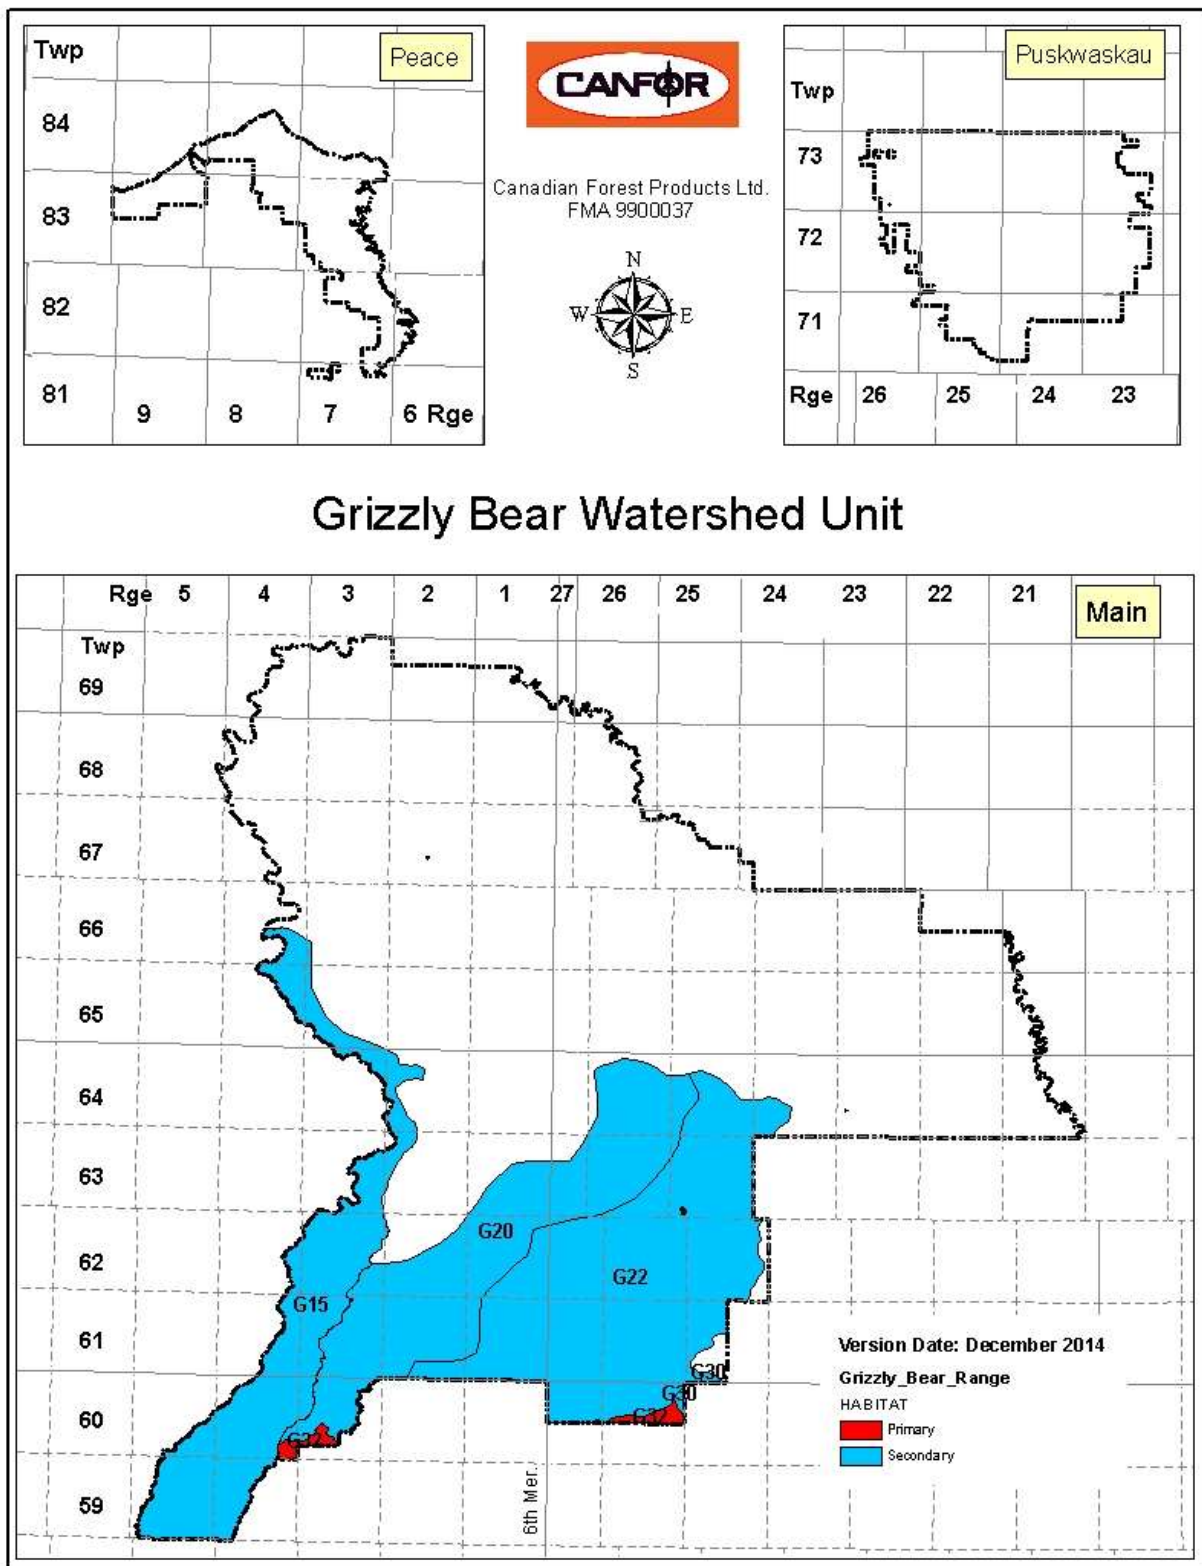 Twp
Peace
84
83
82
81
9 8 7 6 Rge
CANFOR
Canadian Forest Products Ltd.
FMA 9900037
N
W E
S
Puskwaskau
Twp
73
72
71
Rge 26 25 24 23
Grizzly Bear Watershed Unit
Rge 5 4 3 2 1 27 26 25 24 23 22 21
Main
Twp
69
68
67
66
65
64
63
62
61
60
59
G20
G22
G15
G30
G30
6th Mer.
Version Date: December 2014
Grizzly_Bear_Range
HABITAT
Primary
Secondary